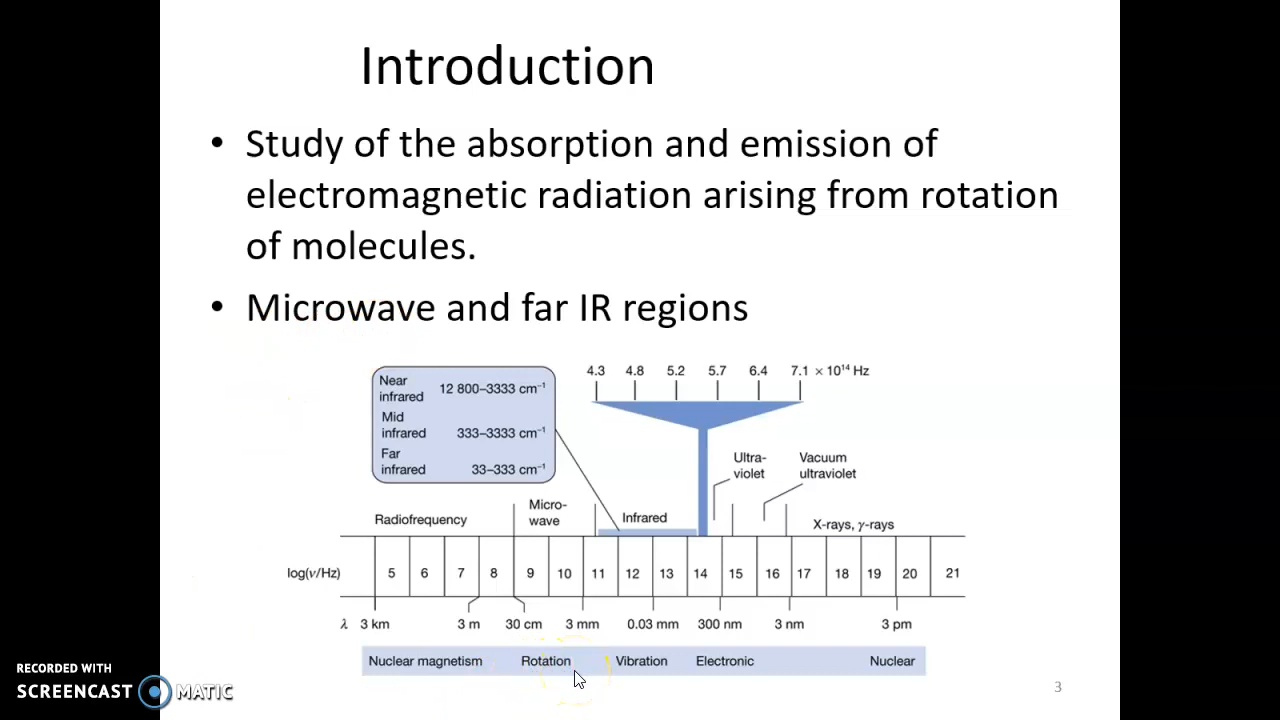 Introduction
• Study of the absorption and emission of
electromagnetic radiation arising from rotation
of molecules.
• Microwave and far IR regions
Near
infrared 12 800–3333 cm⁻¹
Mid
infrared 333–3333 cm⁻¹
Far
infrared 33–333 cm⁻¹
4.3 4.8 5.2 5.7 6.4 7.1 × 10¹⁴ Hz
Ultra-
violet
Vacuum
ultraviolet
Radiofrequency
Micro-
wave
Infrared
X-rays, γ-rays
log(ν/Hz) 5 6 7 8 9 10 11 12 13 14 15 16 17 18 19 20 21
λ 3 km 3 m 30 cm 3 mm 0.03 mm 300 nm 3 nm 3 pm
Nuclear magnetism Rotation Vibration Electronic Nuclear
3
RECORDED WITH
SCREENCAST MATIC